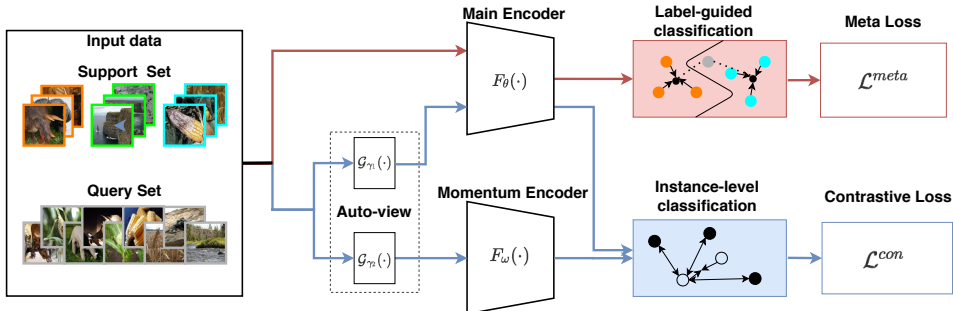 Input data
Support Set
Query Set
Auto-view
𝒢γ₁(·)
𝒢γ₂(·)
Main Encoder
Fθ(·)
Momentum Encoder
Fω(·)
Label-guided
classification
Instance-level
classification
Meta Loss
ℒmeta
Contrastive Loss
ℒcon